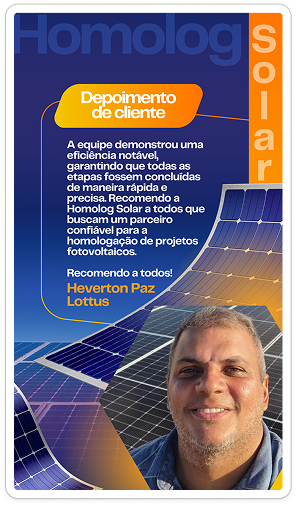 Homolog
Solar
Depoimento
de cliente
A equipe demonstrou uma
eficiência notável,
garantindo que todas as
etapas fossem concluídas
de maneira rápida e
precisa. Recomendo a
Homolog Solar a todos que
buscam um parceiro
confiável para a
homologação de projetos
fotovoltaicos.
Recomendo a todos!
Heverton Paz
Lottus